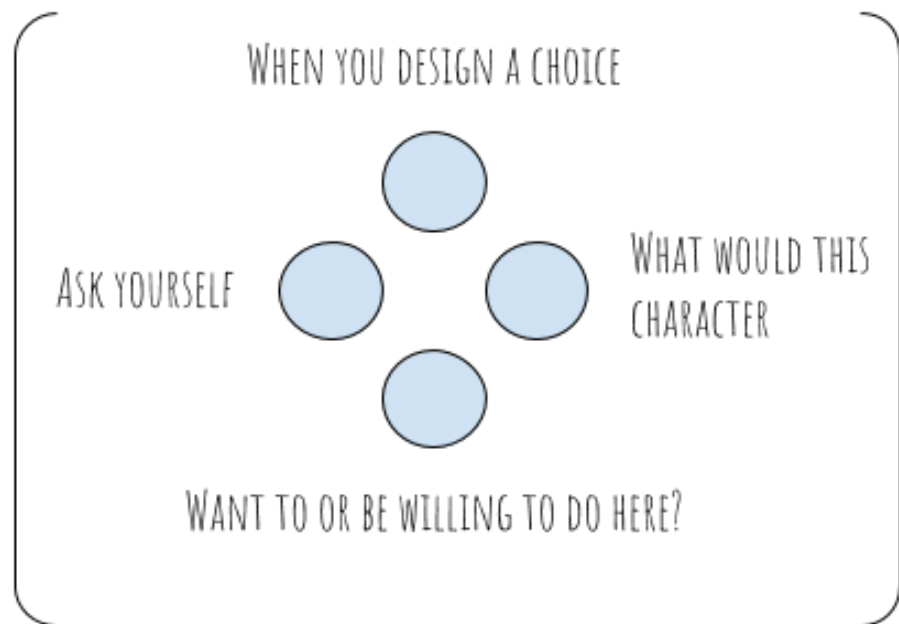 When you design a choice
Ask yourself
What would this
character
Want to or be willing to do here?